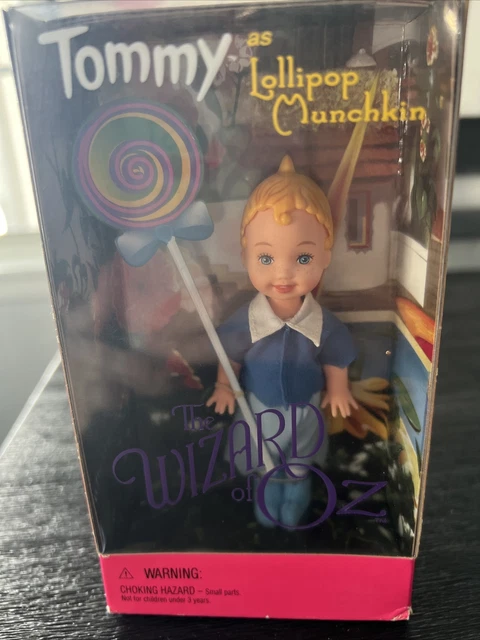 Tommy as
Lollipop
Munchkin
The
WIZARD
of OZ
⚠ WARNING:
CHOKING HAZARD – Small parts
Not for children under 3 years.